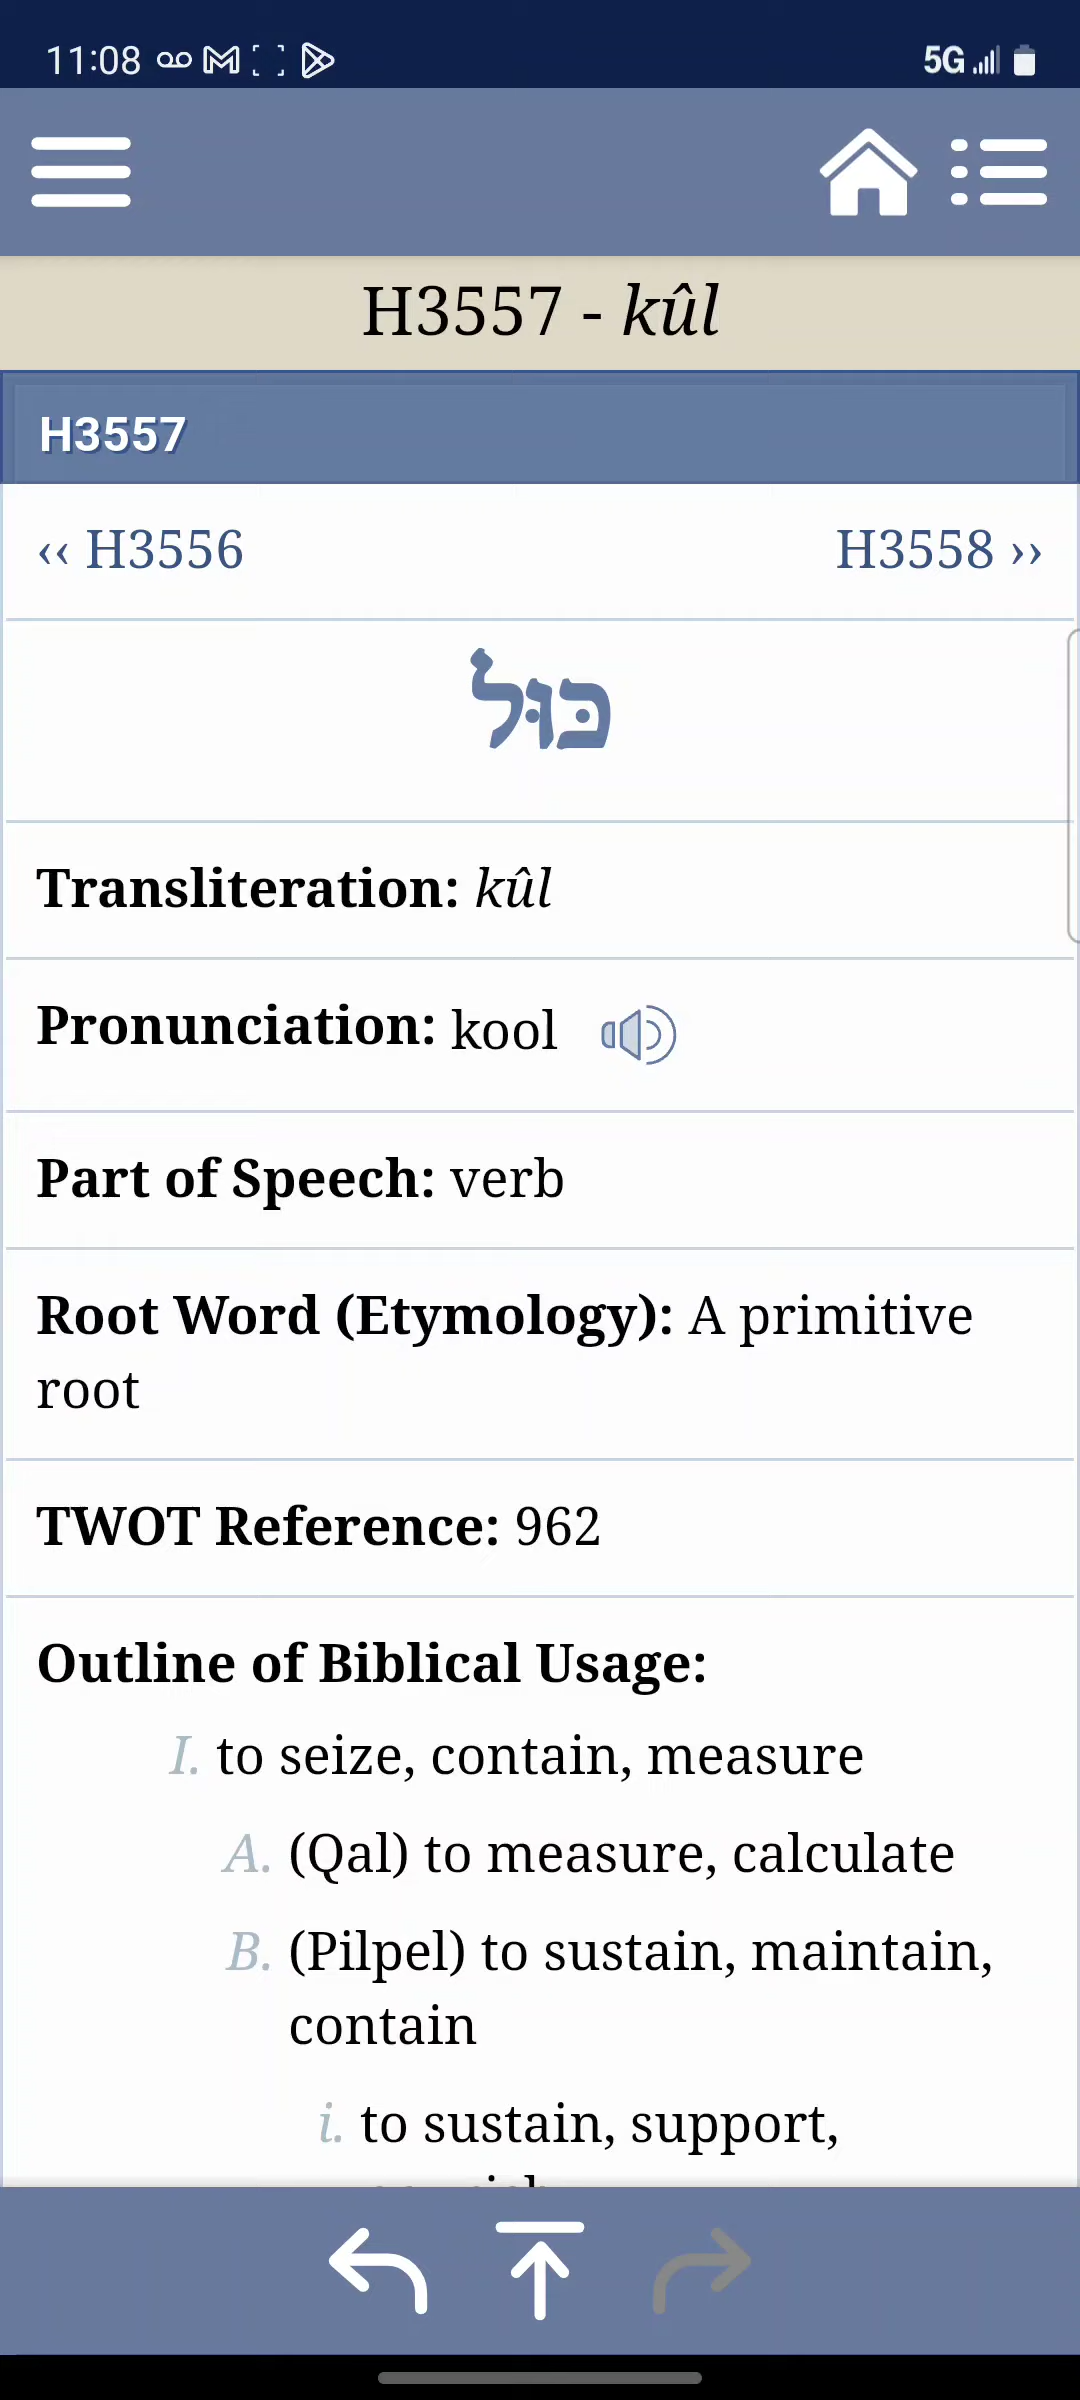 11:08
5G
H3557 - kûl
H3557
‹‹ H3556
H3558 ››
כּוּל
Transliteration: kûl
Pronunciation: kool
Part of Speech: verb
Root Word (Etymology): A primitive
root
TWOT Reference: 962
Outline of Biblical Usage:
I. to seize, contain, measure
A. (Qal) to measure, calculate
B. (Pilpel) to sustain, maintain,
contain
i. to sustain, support,